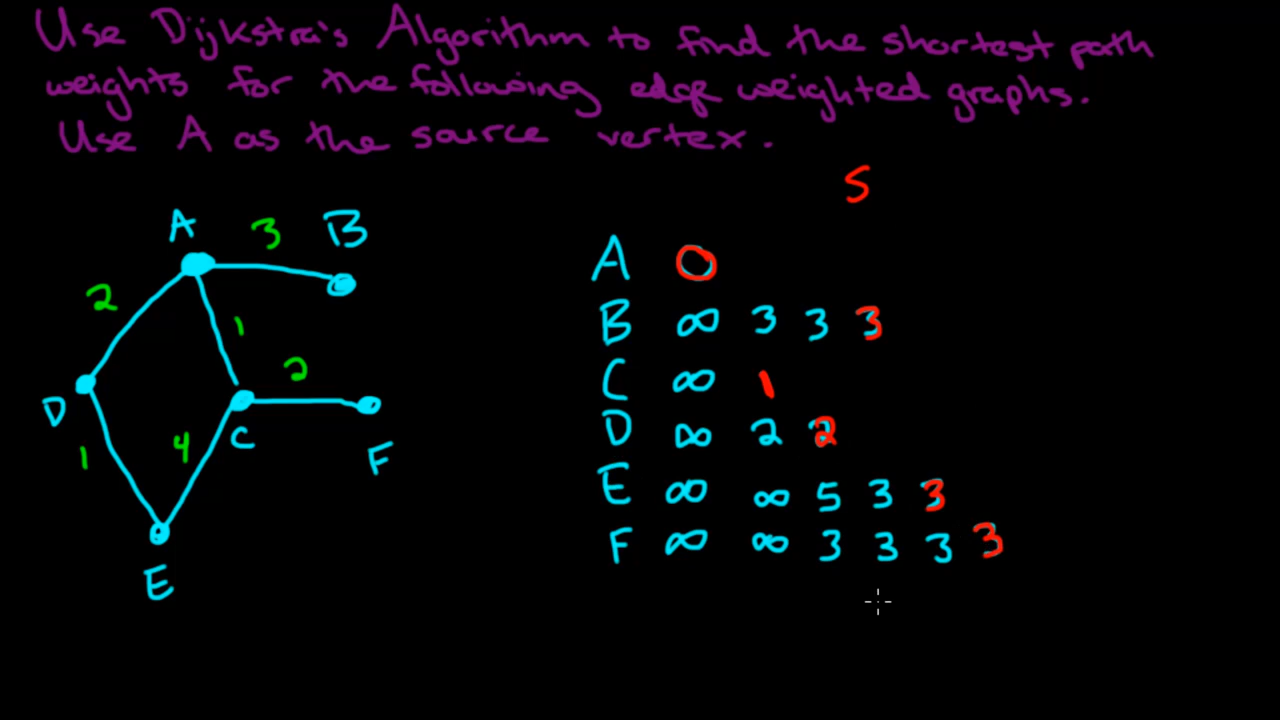 Use Dijkstra's Algorithm to find the shortest path
weights for the following edge weighted graphs.
Use A as the source vertex.
S
A 3 B
2
1
2
D
1
4
C
F
E
A 0
B ∞ 3 3 3
C ∞ 1
D ∞ 2 2
E ∞ ∞ 5 3 3
F ∞ ∞ 3 3 3 3